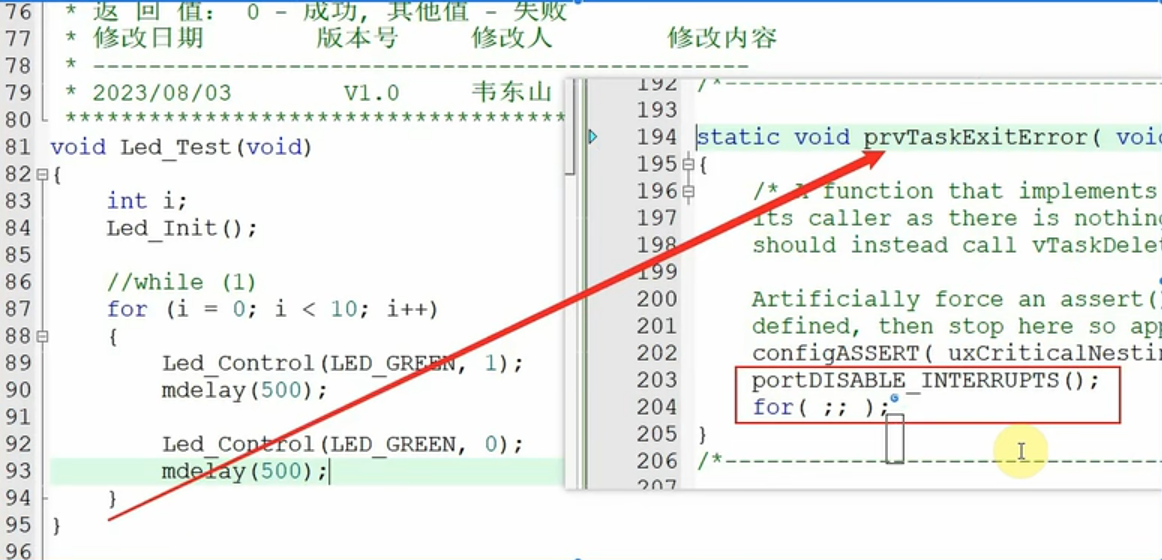 76 * 返 回 值： 0 - 成功, 其他值 - 失败
77 * 修改日期 版本号 修改人 修改内容
78 * -----------------------------------------------
79 * 2023/08/03 V1.0 韦东山
80 *************************************
81 void Led_Test(void)
82 {
83 int i;
84 Led_Init();
85
86 //while (1)
87 for (i = 0; i < 10; i++)
88 {
89 Led_Control(LED_GREEN, 1);
90 mdelay(500);
91
92 Led_Control(LED_GREEN, 0);
93 mdelay(500);
94 }
95 }
96
192 /*--------------------------------
193
194 static void prvTaskExitError( void
195 {
196 /* A function that implements
197 its caller as there is nothing
198 should instead call vTaskDelet
199
200 Artificially force an assert()
201 defined, then stop here so app
202 configASSERT( uxCriticalNestin
203 portDISABLE_INTERRUPTS();
204 for( ;; );
205 }
206 /*--------------------------------
207